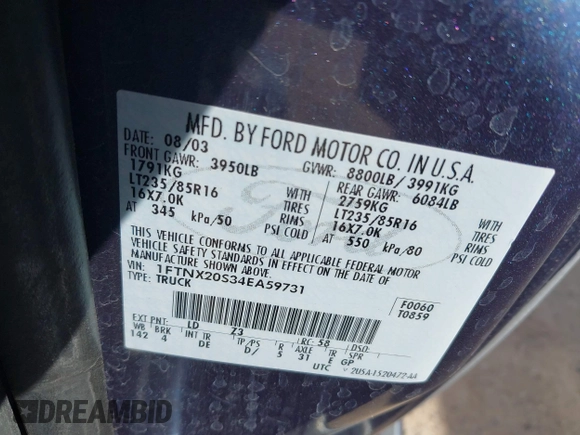 MFD. BY FORD MOTOR CO. IN U.S.A.
DATE: 08/03 GVWR: 8800LB/3991KG
FRONT GAWR: 3950LB REAR GAWR: 6084LB
1791KG WITH 2759KG WITH
LT235/85R16 TIRES LT235/85R16 TIRES
16X7.0K RIMS 16X7.0K RIMS
AT 345 kPa/50 PSI COLD AT 550 kPa/80 PSI COLD
Ford
THIS VEHICLE CONFORMS TO ALL APPLICABLE FEDERAL MOTOR
VEHICLE SAFETY STANDARDS IN EFFECT ON THE DATE OF
MANUFACTURE SHOWN ABOVE.
VIN: 1FTNX20S34EA59731
TYPE: TRUCK
F0060
T0859
EXT PNT: LD Z3 RC: 58 DSO:
WB BRK INT TR TP/PS R AXLE TR SPR
142 4 DE D/ 5 31 E GP
UTC V 2U5A-1520472-AA
DREAMBID